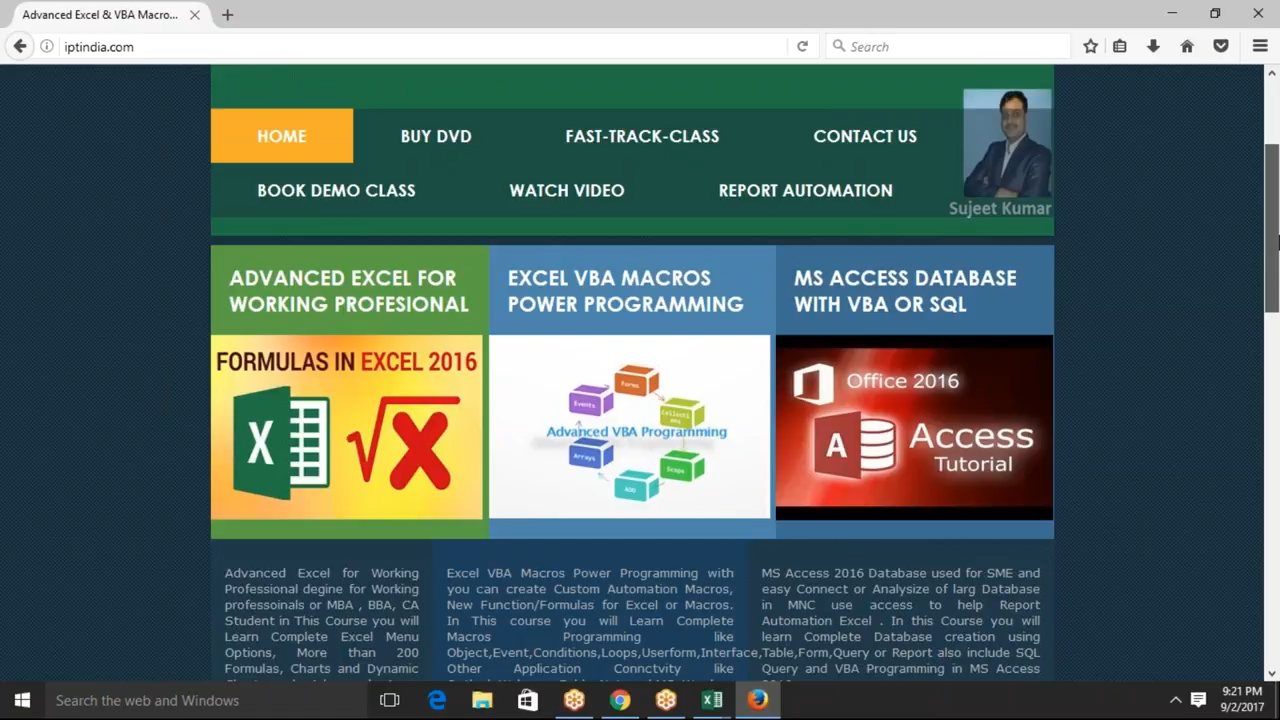 Advanced Excel & VBA Macro...
iptindia.com
Search
HOME
BUY DVD
FAST-TRACK-CLASS
CONTACT US
BOOK DEMO CLASS
WATCH VIDEO
REPORT AUTOMATION
Sujeet Kumar
ADVANCED EXCEL FOR
WORKING PROFESIONAL
EXCEL VBA MACROS
POWER PROGRAMMING
MS ACCESS DATABASE
WITH VBA OR SQL
FORMULAS IN EXCEL 2016
X
x
Forms
Events
Collecti
ons
Advanced VBA Programming
Arrays
Scope
ADO
Office 2016
A
Access
Tutorial
Advanced Excel for Working
Professional degine for Working
professoinals or MBA , BBA, CA
Student in This Course you will
Learn Complete Excel Menu
Options, More than 200
Formulas, Charts and Dynamic
Excel VBA Macros Power Programming with
you can create Custom Automation Macros,
New Function/Formulas for Excel or Macros.
In This course you will Learn Complete
Macros Programming like
Object,Event,Conditions,Loops,Userform,Interface,
Other Application Connctvity like
MS Access 2016 Database used for SME and
easy Connect or Analysize of larg Database
in MNC use access to help Report
Automation Excel . In this Course you will
learn Complete Database creation using
Table,Form,Query or Report also include SQL
Query and VBA Programming in MS Access
Search the web and Windows
9:21 PM
9/2/2017